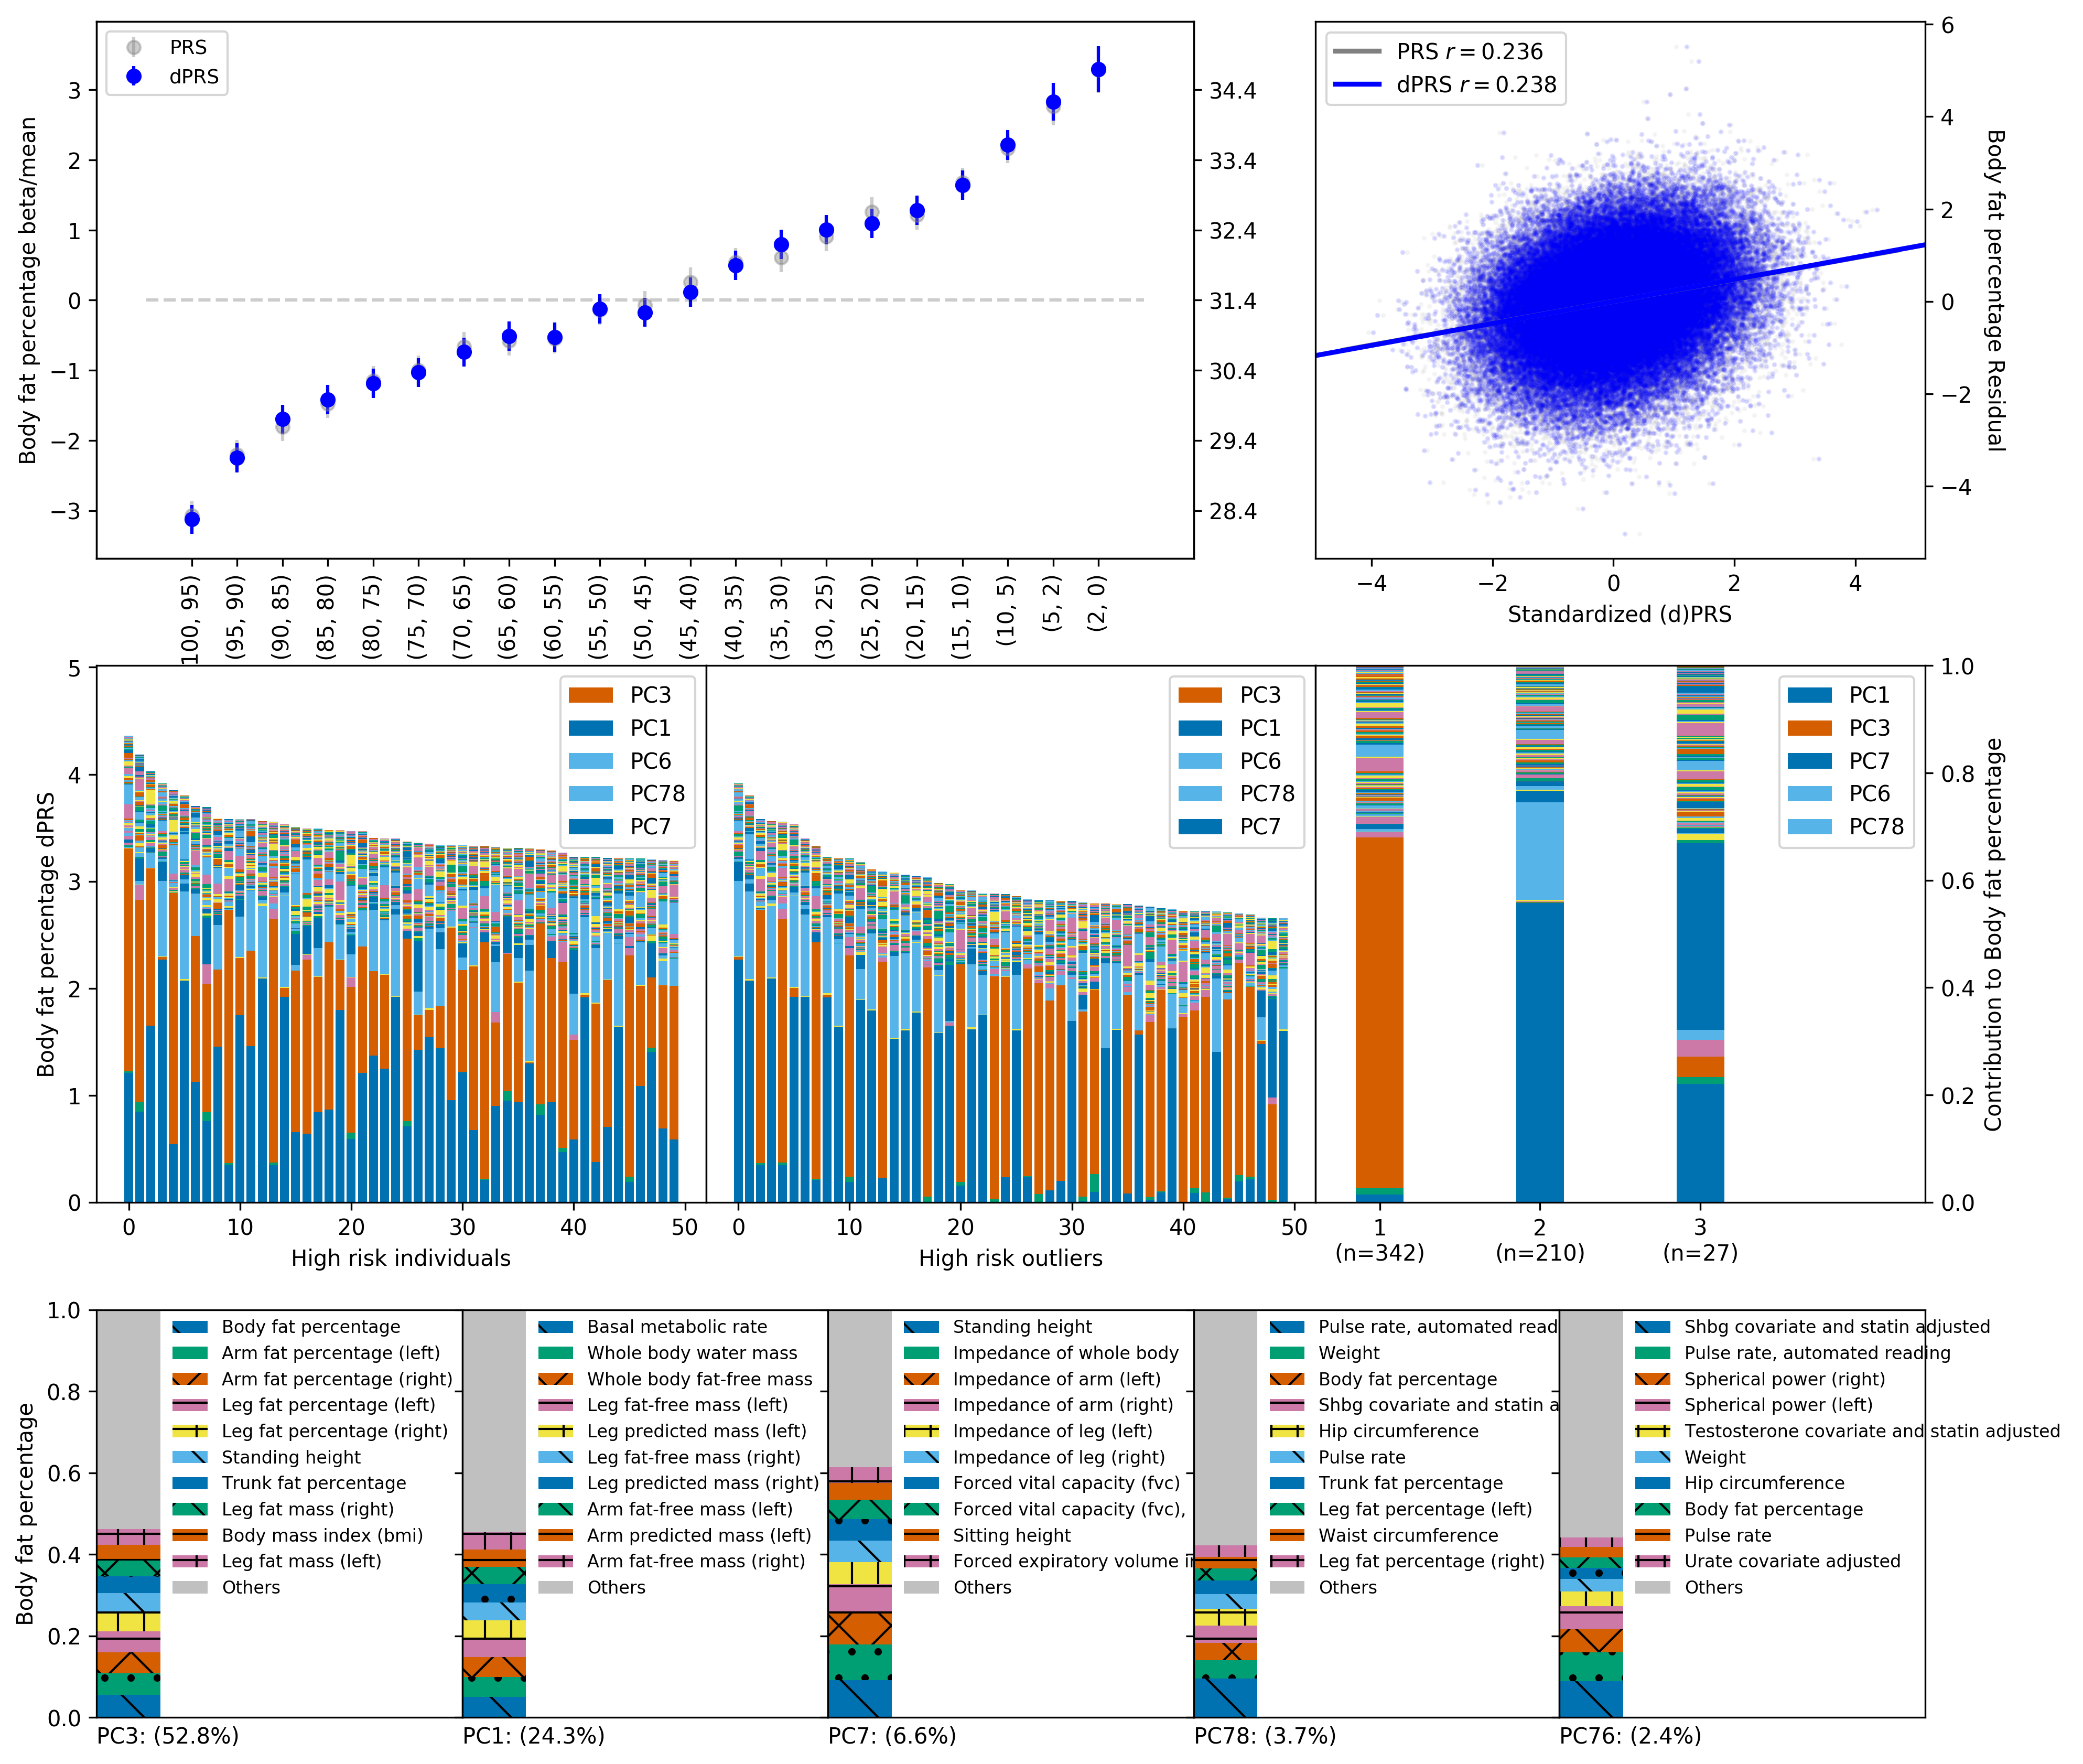 PRS
dPRS
Body fat percentage beta/mean
3
2
1
0
−1
−2
−3
34.4
33.4
32.4
31.4
30.4
29.4
28.4
100, 95)
(95, 90)
(90, 85)
(85, 80)
(80, 75)
(75, 70)
(70, 65)
(65, 60)
(60, 55)
(55, 50)
(50, 45)
(45, 40)
(40, 35)
(35, 30)
(30, 25)
(25, 20)
(20, 15)
(15, 10)
(10, 5)
(5, 2)
(2, 0)
PRS r = 0.236
dPRS r = 0.238
6
4
2
0
−2
−4
Body fat percentage Residual
−4 −2 0 2 4
Standardized (d)PRS
Body fat percentage dPRS
5
4
3
2
1
0
PC3
PC1
PC6
PC78
PC7
0 10 20 30 40 50
High risk individuals
PC3
PC1
PC6
PC78
PC7
0 10 20 30 40 50
High risk outliers
PC1
PC3
PC7
PC6
PC78
1 2 3
(n=342) (n=210) (n=27)
1.0
0.8
0.6
0.4
0.2
0.0
Contribution to Body fat percentage
Body fat percentage
1.0
0.8
0.6
0.4
0.2
0.0
Body fat percentage
Arm fat percentage (left)
Arm fat percentage (right)
Leg fat percentage (left)
Leg fat percentage (right)
Standing height
Trunk fat percentage
Leg fat mass (right)
Body mass index (bmi)
Leg fat mass (left)
Others
PC3: (52.8%)
Basal metabolic rate
Whole body water mass
Whole body fat-free mass
Leg fat-free mass (left)
Leg predicted mass (left)
Leg fat-free mass (right)
Leg predicted mass (right)
Arm fat-free mass (left)
Arm predicted mass (left)
Arm fat-free mass (right)
Others
PC1: (24.3%)
Standing height
Impedance of whole body
Impedance of arm (left)
Impedance of arm (right)
Impedance of leg (left)
Impedance of leg (right)
Forced vital capacity (fvc)
Forced vital capacity (fvc),
Sitting height
Forced expiratory volume i
Others
PC7: (6.6%)
Pulse rate, automated read
Weight
Body fat percentage
Shbg covariate and statin a
Hip circumference
Pulse rate
Trunk fat percentage
Leg fat percentage (left)
Waist circumference
Leg fat percentage (right)
Others
PC78: (3.7%)
Shbg covariate and statin adjusted
Pulse rate, automated reading
Spherical power (right)
Spherical power (left)
Testosterone covariate and statin adjusted
Weight
Hip circumference
Body fat percentage
Pulse rate
Urate covariate adjusted
Others
PC76: (2.4%)